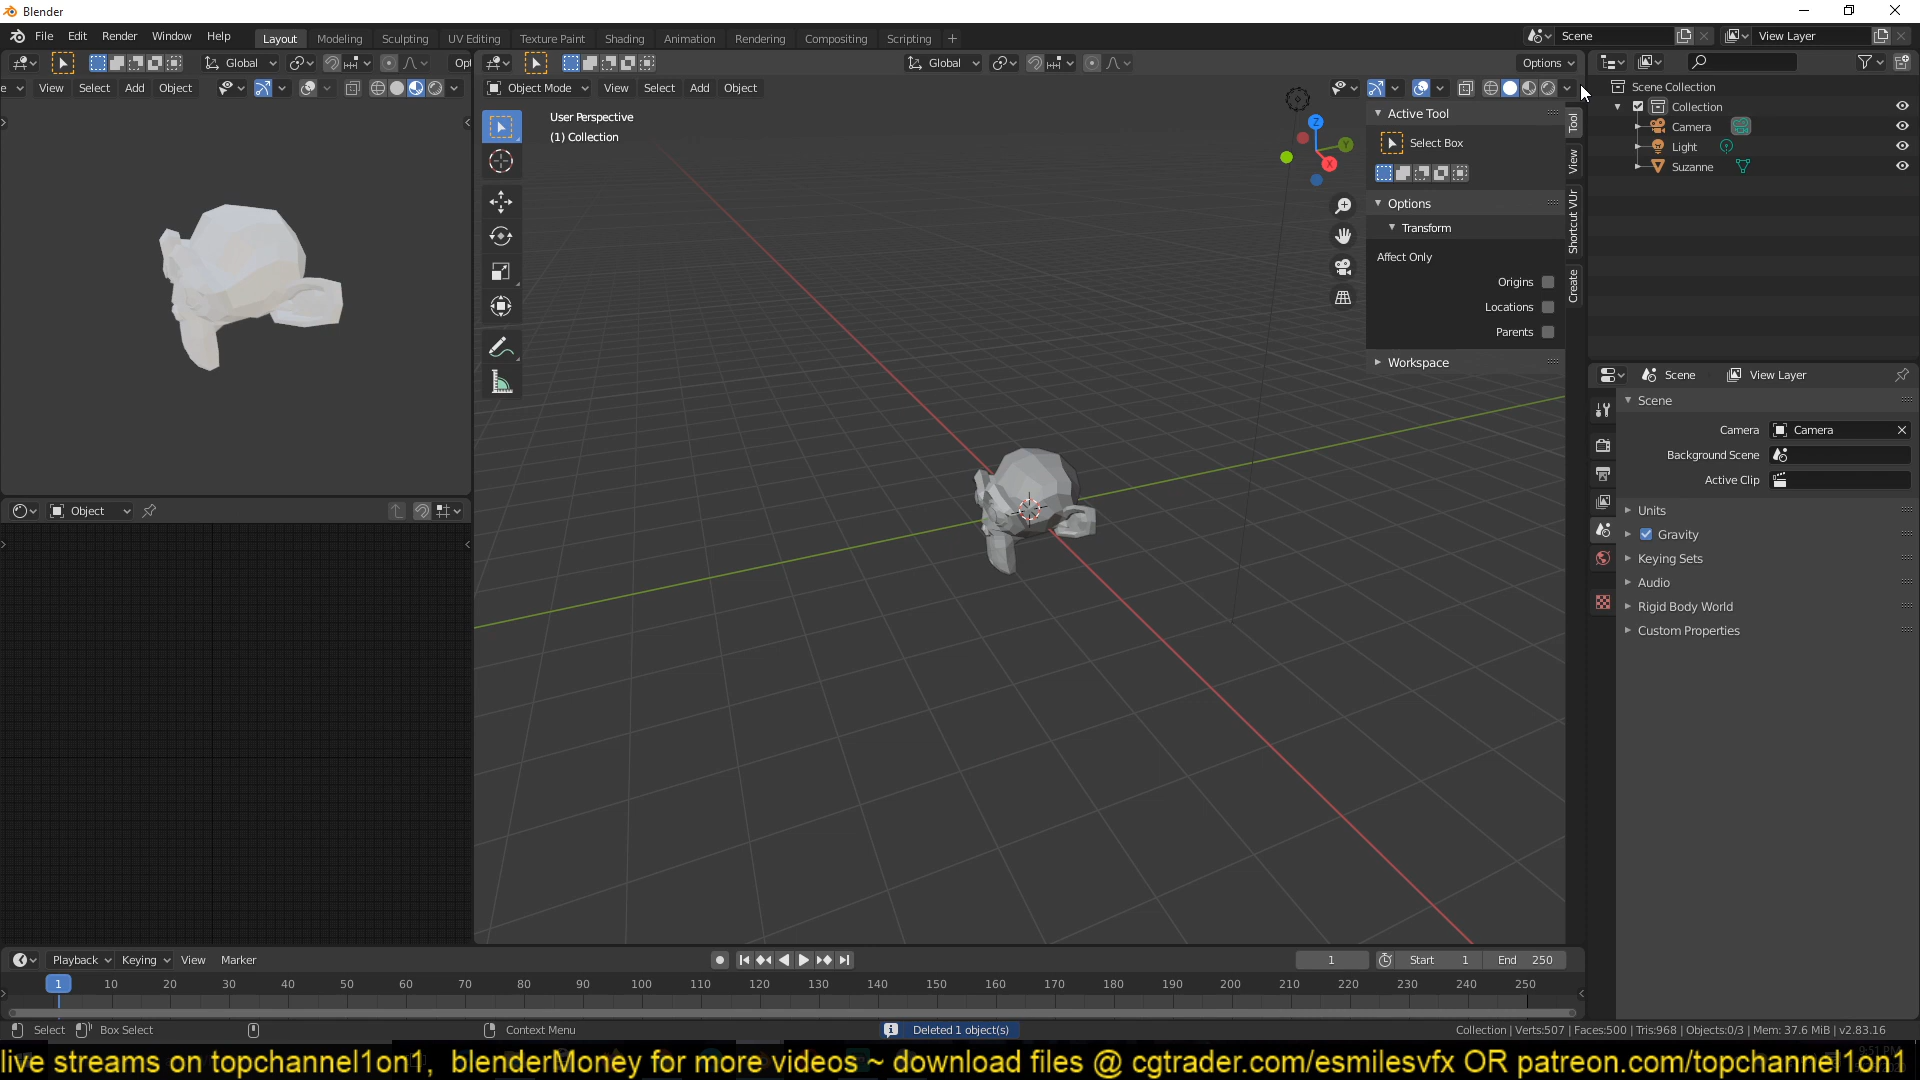 Blender
File Edit Render Window Help Layout Modeling Sculpting UV Editing Texture Paint Shading Animation Rendering Compositing Scripting + Scene View Layer
Global Opt Global Options
e View Select Add Object Object Mode View Select Add Object
Scene Collection
Collection
Camera
Light
Suzanne
User Perspective
(1) Collection
Z
Y
X
Active Tool
Select Box
Options
Transform
Affect Only
Origins
Locations
Parents
Workspace
Tool
View
Shortcut VUr
Create
Scene View Layer
Scene
Camera Camera
Background Scene
Active Clip
Units
Gravity
Keying Sets
Audio
Rigid Body World
Custom Properties
Object
Playback Keying View Marker 1 Start 1 End 250
1 10 20 30 40 50 60 70 80 90 100 110 120 130 140 150 160 170 180 190 200 210 220 230 240 250
Select Box Select Context Menu Deleted 1 object(s) Collection | Verts:507 | Faces:500 | Tris:968 | Objects:0/3 | Mem: 37.6 MiB | v2.83.16
live streams on topchannel1on1, blenderMoney for more videos ~ download files @ cgtrader.com/esmilesvfx OR patreon.com/topchannel1on1